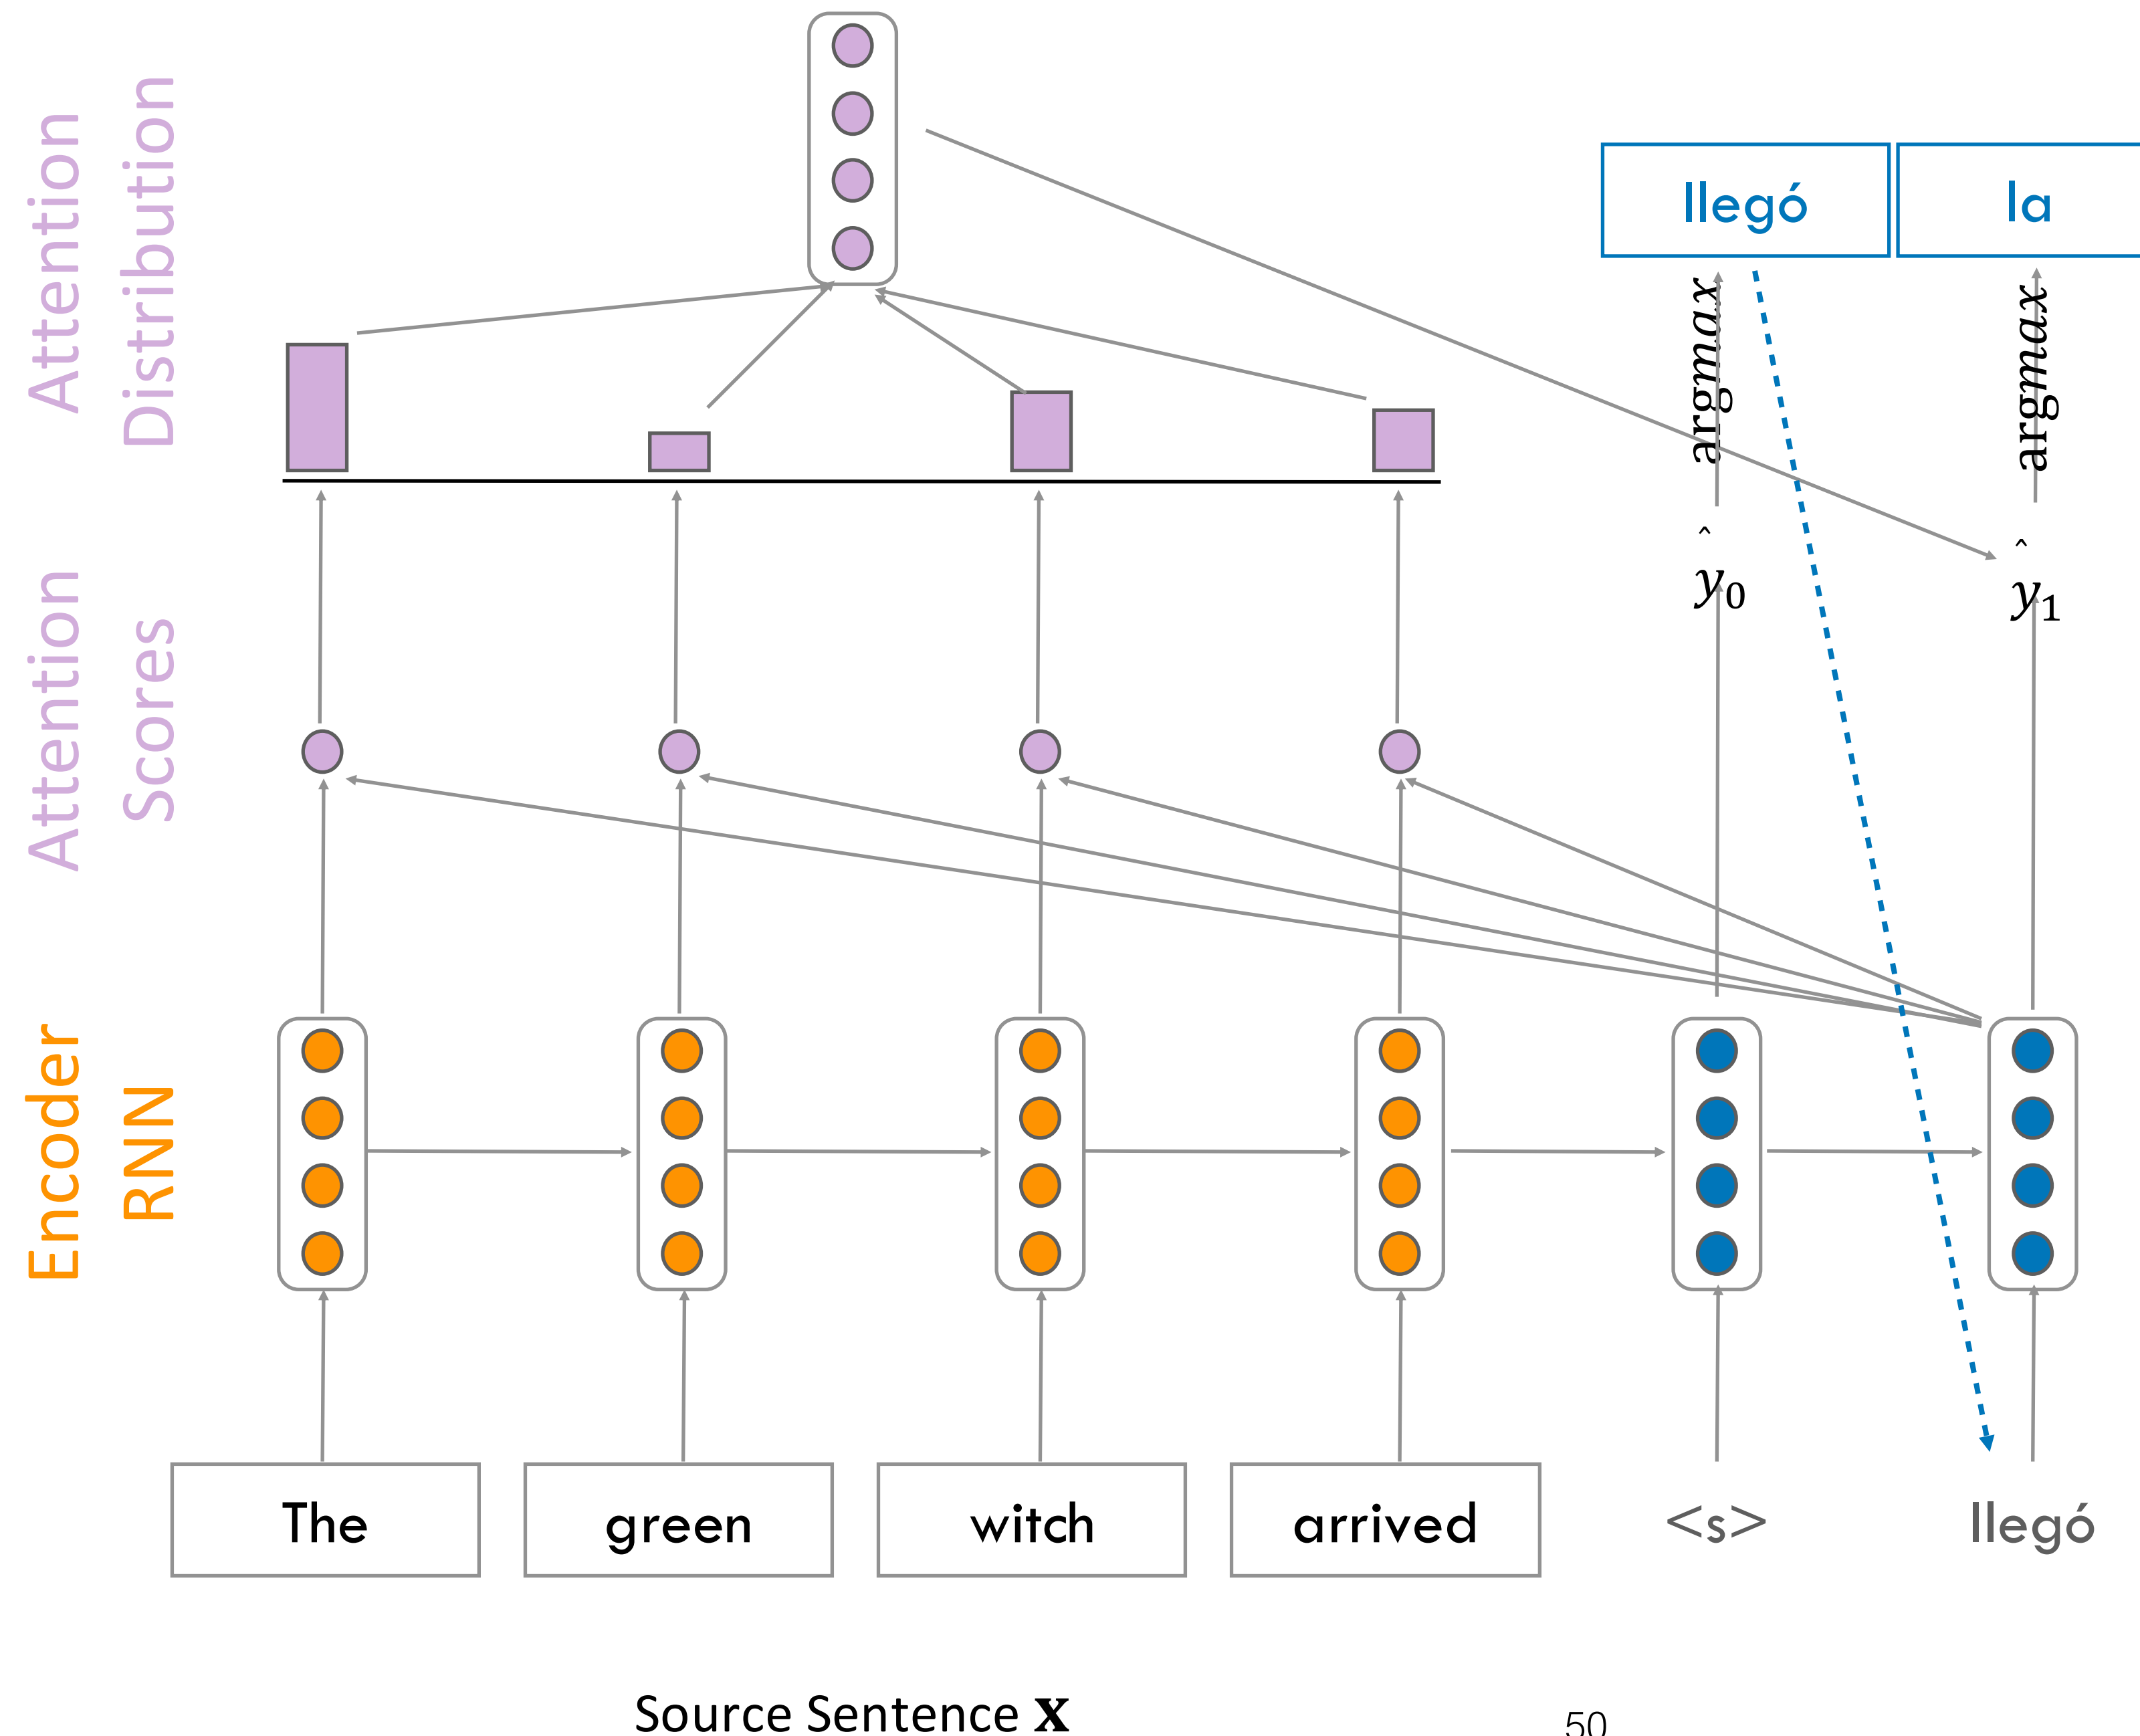 Attention
Distribution
llegó
la
argmax
argmax
ŷ0
ŷ1
Attention
Scores
Encoder
RNN
The
green
witch
arrived
<s>
llegó
Source Sentence x
50